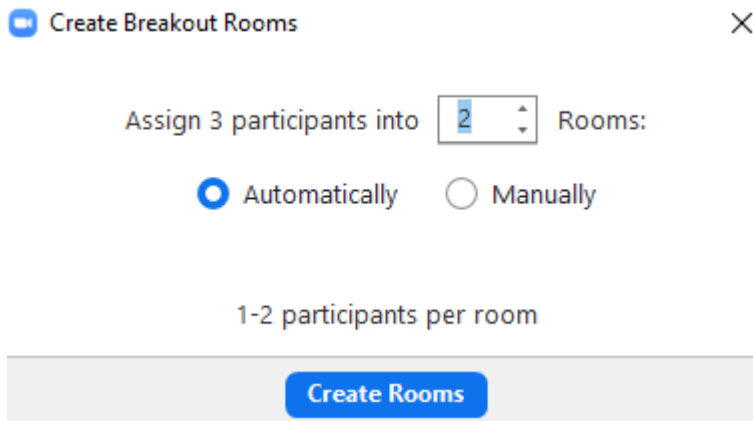 Create Breakout Rooms
Assign 3 participants into 2 Rooms:
Automatically Manually
1-2 participants per room
Create Rooms